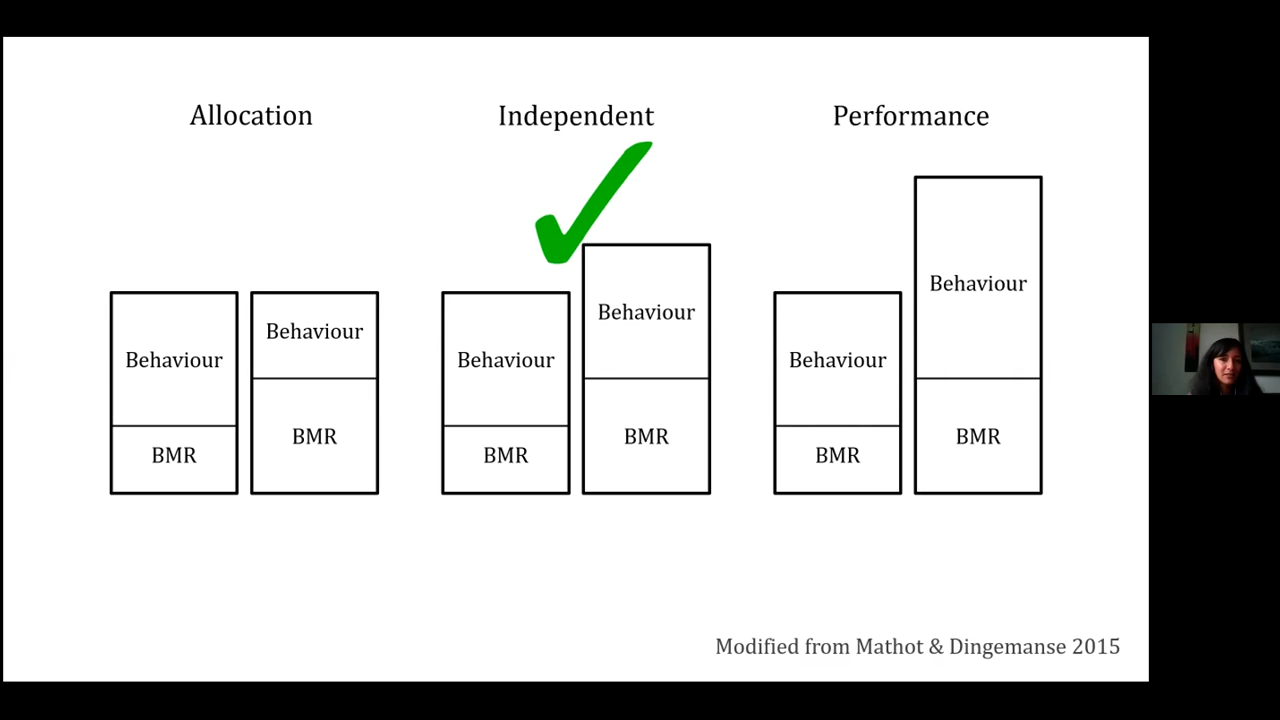 Allocation
Independent
Performance
Behaviour
BMR
Behaviour
BMR
Behaviour
BMR
Behaviour
BMR
Behaviour
BMR
Behaviour
BMR
Modified from Mathot & Dingemanse 2015